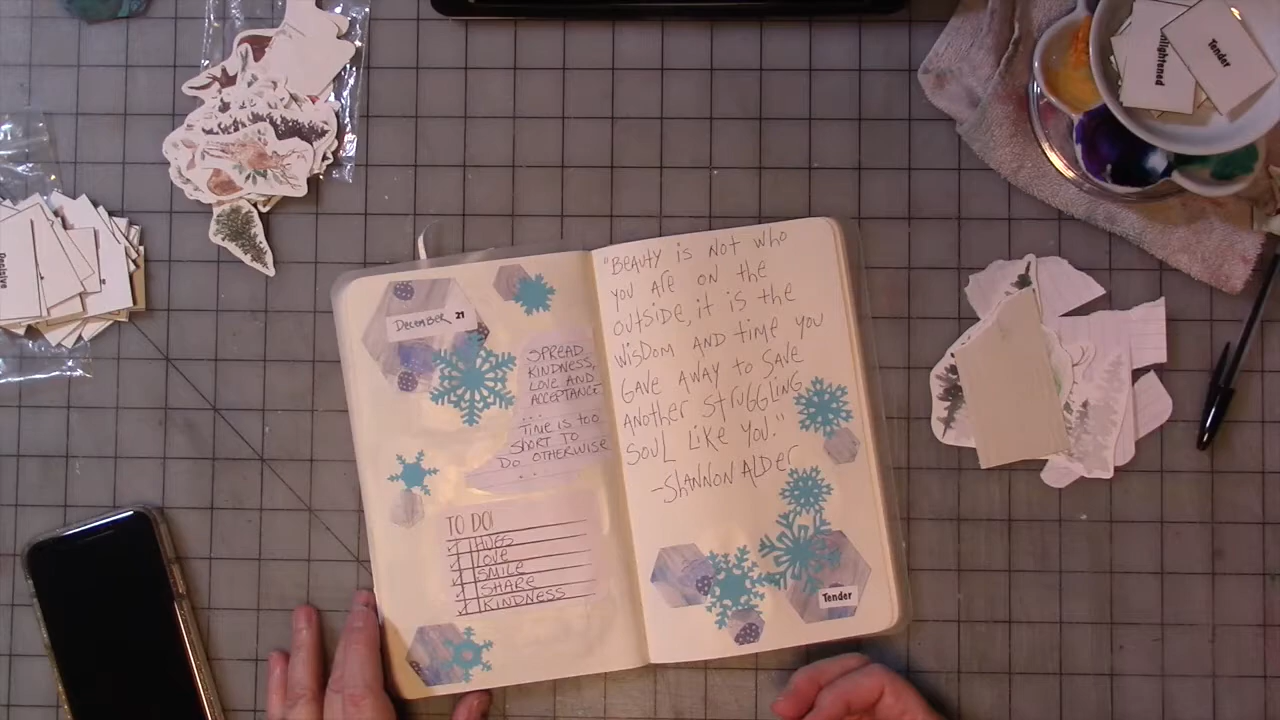 December 21
SPREAD
KINDNESS,
LOVE AND
ACCEPTANCE
...
Time is too
SHORT TO
DO OTHERWISE
...
TO DO!
HUGS
LOVE
SMILE
SHARE
KINDNESS
"BEAUTY is NOT WHO
you ARE ON the
OUTSIDE, it is the
WISDOM AND time you
GAVE AWAY to SAVE
ANOTHER StRUGGLING
SOUL LIKE YOU."
-SHANNON ALDER
Tender
Tender
nlightened
Decisive